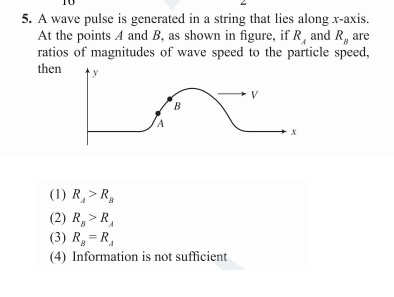 5. A wave pulse is generated in a string that lies along x-axis.
At the points A and B, as shown in figure, if R_A and R_B are
ratios of magnitudes of wave speed to the particle speed,
then
y
B
V
A
x
(1) R_A > R_B
(2) R_B > R_A
(3) R_B = R_A
(4) Information is not sufficient